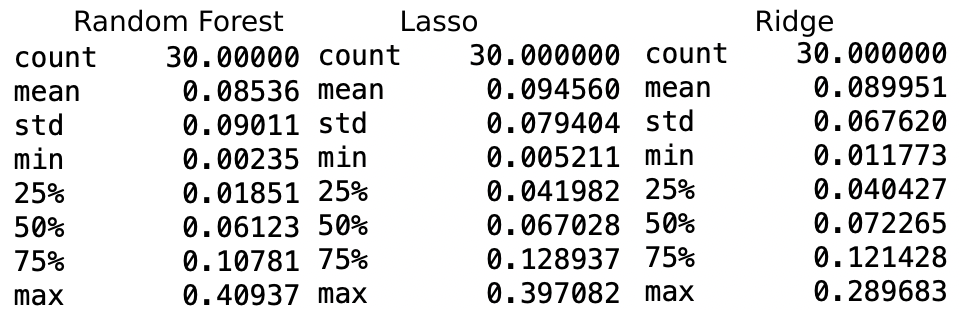 Random Forest Lasso Ridge
count 30.00000 count 30.000000 count 30.000000
mean 0.08536 mean 0.094560 mean 0.089951
std 0.09011 std 0.079404 std 0.067620
min 0.00235 min 0.005211 min 0.011773
25% 0.01851 25% 0.041982 25% 0.040427
50% 0.06123 50% 0.067028 50% 0.072265
75% 0.10781 75% 0.128937 75% 0.121428
max 0.40937 max 0.397082 max 0.289683